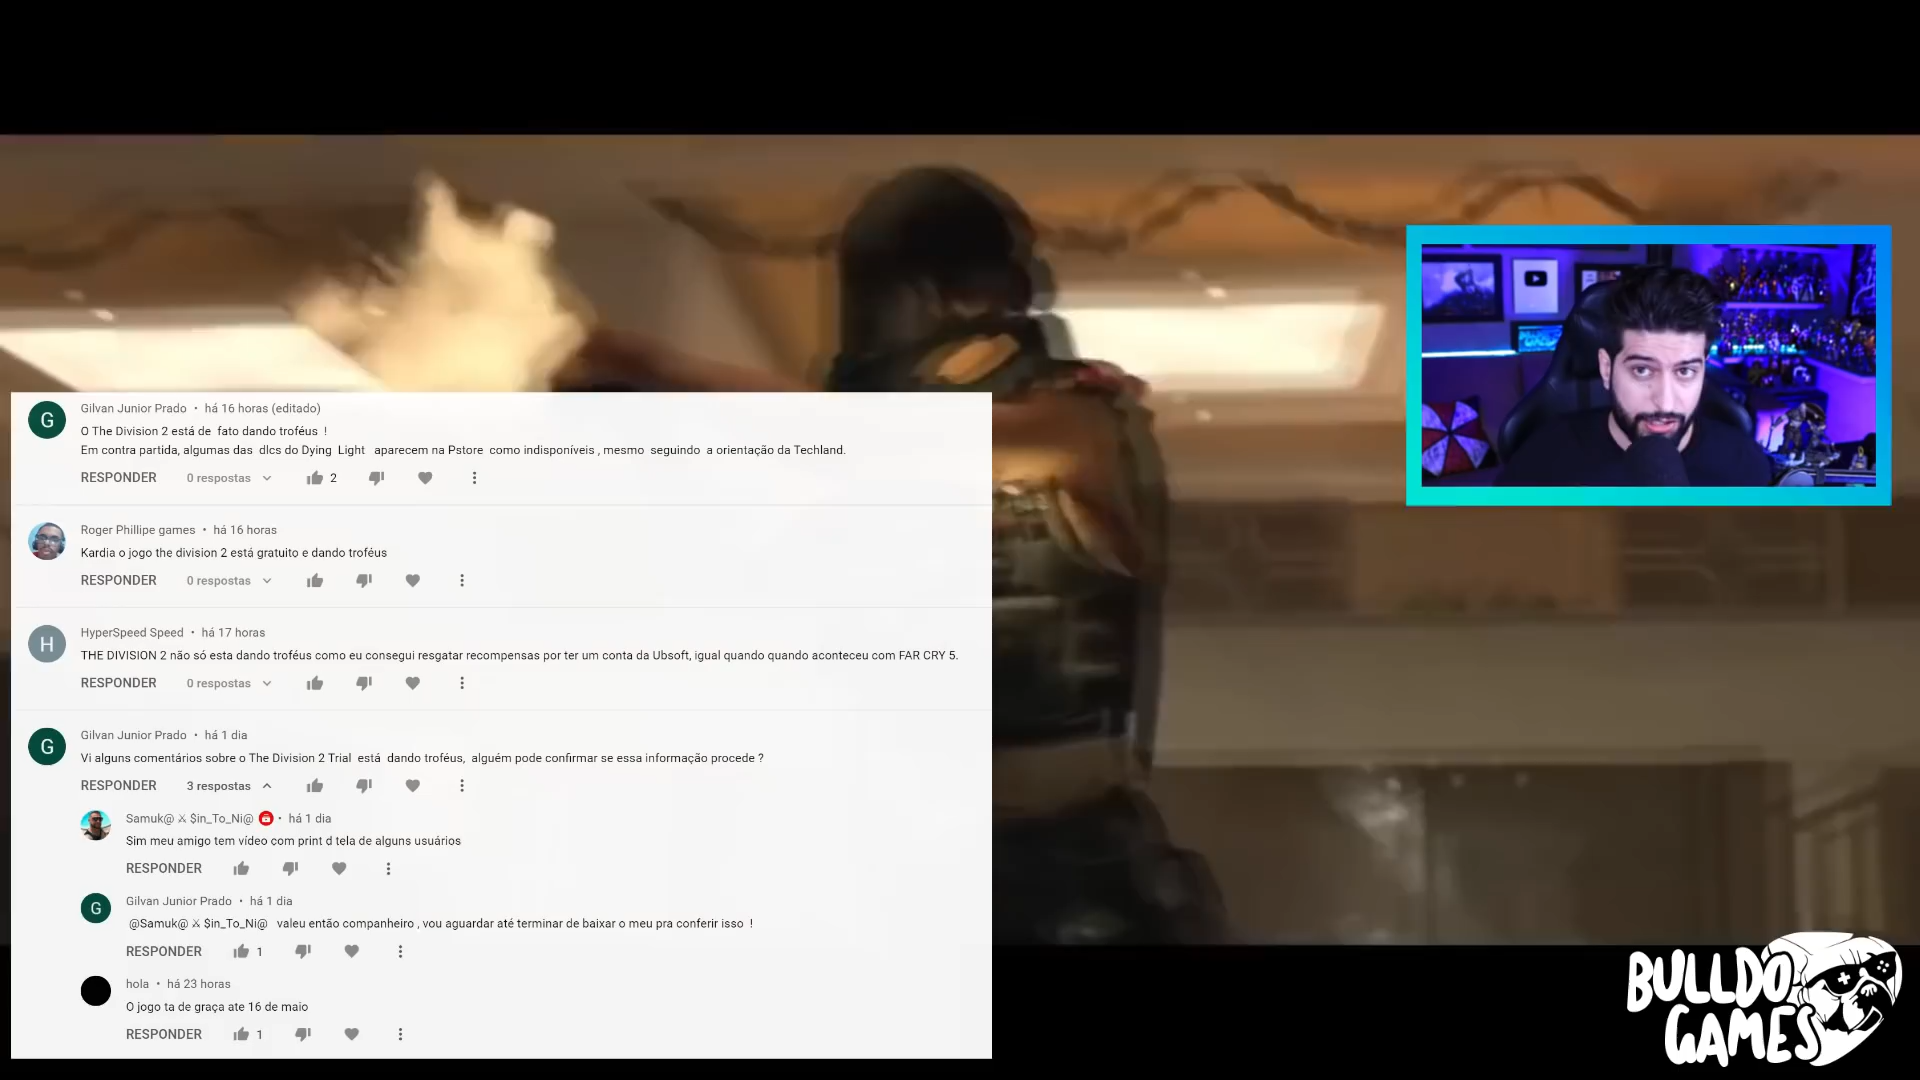 G
Gilvan Junior Prado • há 16 horas (editado)
O The Division 2 está de fato dando troféus !
Em contra partida, algumas das dlcs do Dying Light aparecem na Pstore como indisponíveis , mesmo seguindo a orientação da Techland.
RESPONDER 0 respostas 2
Roger Phillipe games • há 16 horas
Kardia o jogo the division 2 está gratuito e dando troféus
RESPONDER 0 respostas
H
HyperSpeed Speed • há 17 horas
THE DIVISION 2 não só esta dando troféus como eu consegui resgatar recompensas por ter um conta da Ubsoft, igual quando quando aconteceu com FAR CRY 5.
RESPONDER 0 respostas
G
Gilvan Junior Prado • há 1 dia
Vi alguns comentários sobre o The Division 2 Trial está dando troféus, alguém pode confirmar se essa informação procede ?
RESPONDER 3 respostas
Samuk@ ⚔ $in_To_Ni@ • há 1 dia
Sim meu amigo tem vídeo com print d tela de alguns usuários
RESPONDER
G
Gilvan Junior Prado • há 1 dia
@Samuk@ ⚔ $in_To_Ni@ valeu então companheiro , vou aguardar até terminar de baixar o meu pra conferir isso !
RESPONDER 1
hola • há 23 horas
O jogo ta de graça ate 16 de maio
RESPONDER 1
BULLDO
GAMES